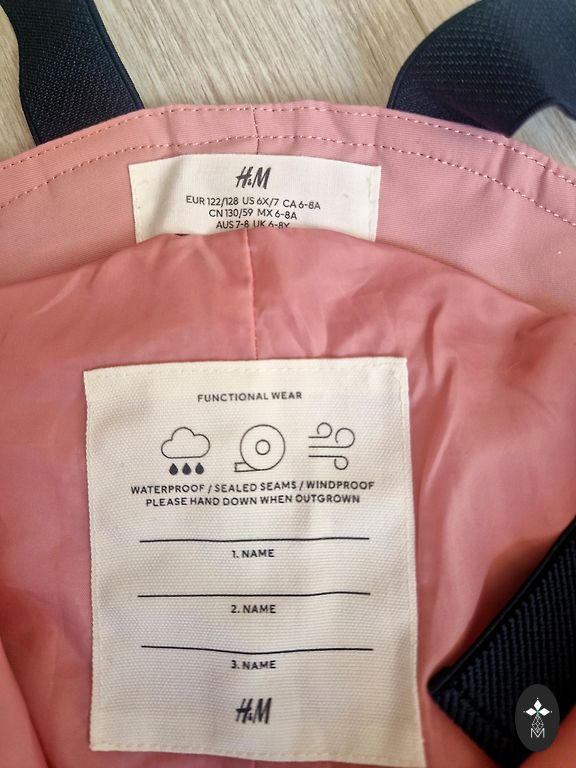 H&M
EUR 122/128 US 6X/7 CA 6-8A
CN 130/59 MX 6-8A
AUS 7-8 UK 6-8Y
FUNCTIONAL WEAR
WATERPROOF / SEALED SEAMS / WINDPROOF
PLEASE HAND DOWN WHEN OUTGROWN
1. NAME
2. NAME
3. NAME
H&M